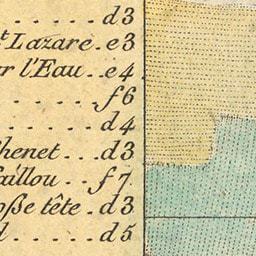 . . . . . d3
t Lazare . e3
r l'Eau . . e4
. . . . . f6
. . . . . d4
henet . . . d3
aillou . . f7
oße tête . d3
l . . . . . d5